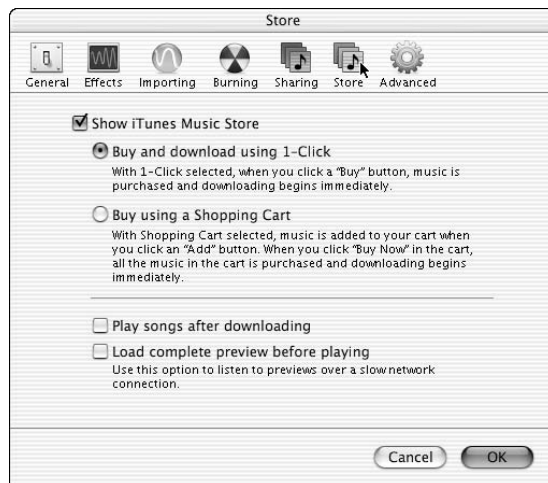 Store
General Effects Importing Burning Sharing Store Advanced
Show iTunes Music Store
Buy and download using 1-Click
With 1-Click selected, when you click a "Buy" button, music is
purchased and downloading begins immediately.
Buy using a Shopping Cart
With Shopping Cart selected, music is added to your cart when
you click an "Add" button. When you click "Buy Now" in the cart,
all the music in the cart is purchased and downloading begins
immediately.
Play songs after downloading
Load complete preview before playing
Use this option to listen to previews over a slow network
connection.
Cancel OK